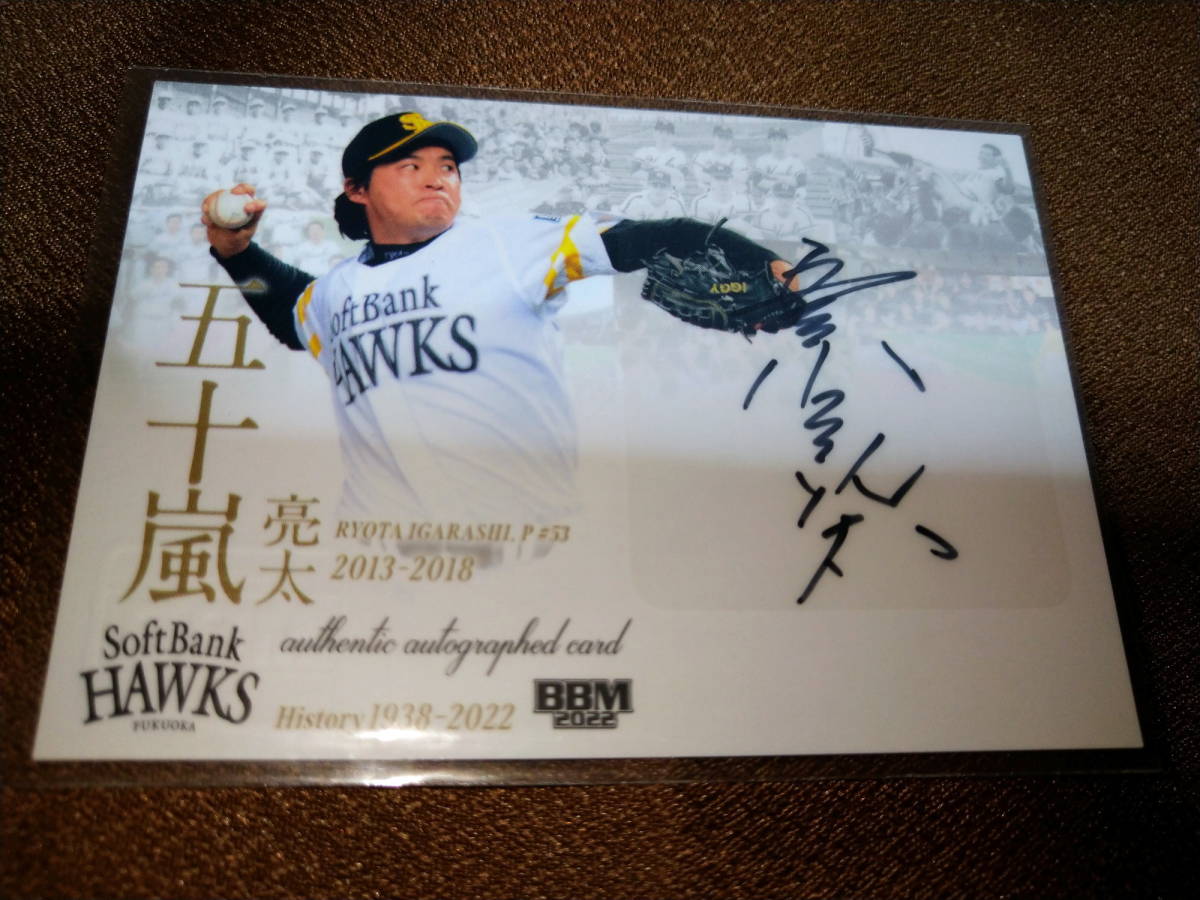 SoftBank
HAWKS
IGGY
五十嵐
亮太
RYOTA IGARASHI, P #53
2013-2018
SoftBank
HAWKS
FUKUOKA
authentic autographed card
History 1938-2022
BBM
2022